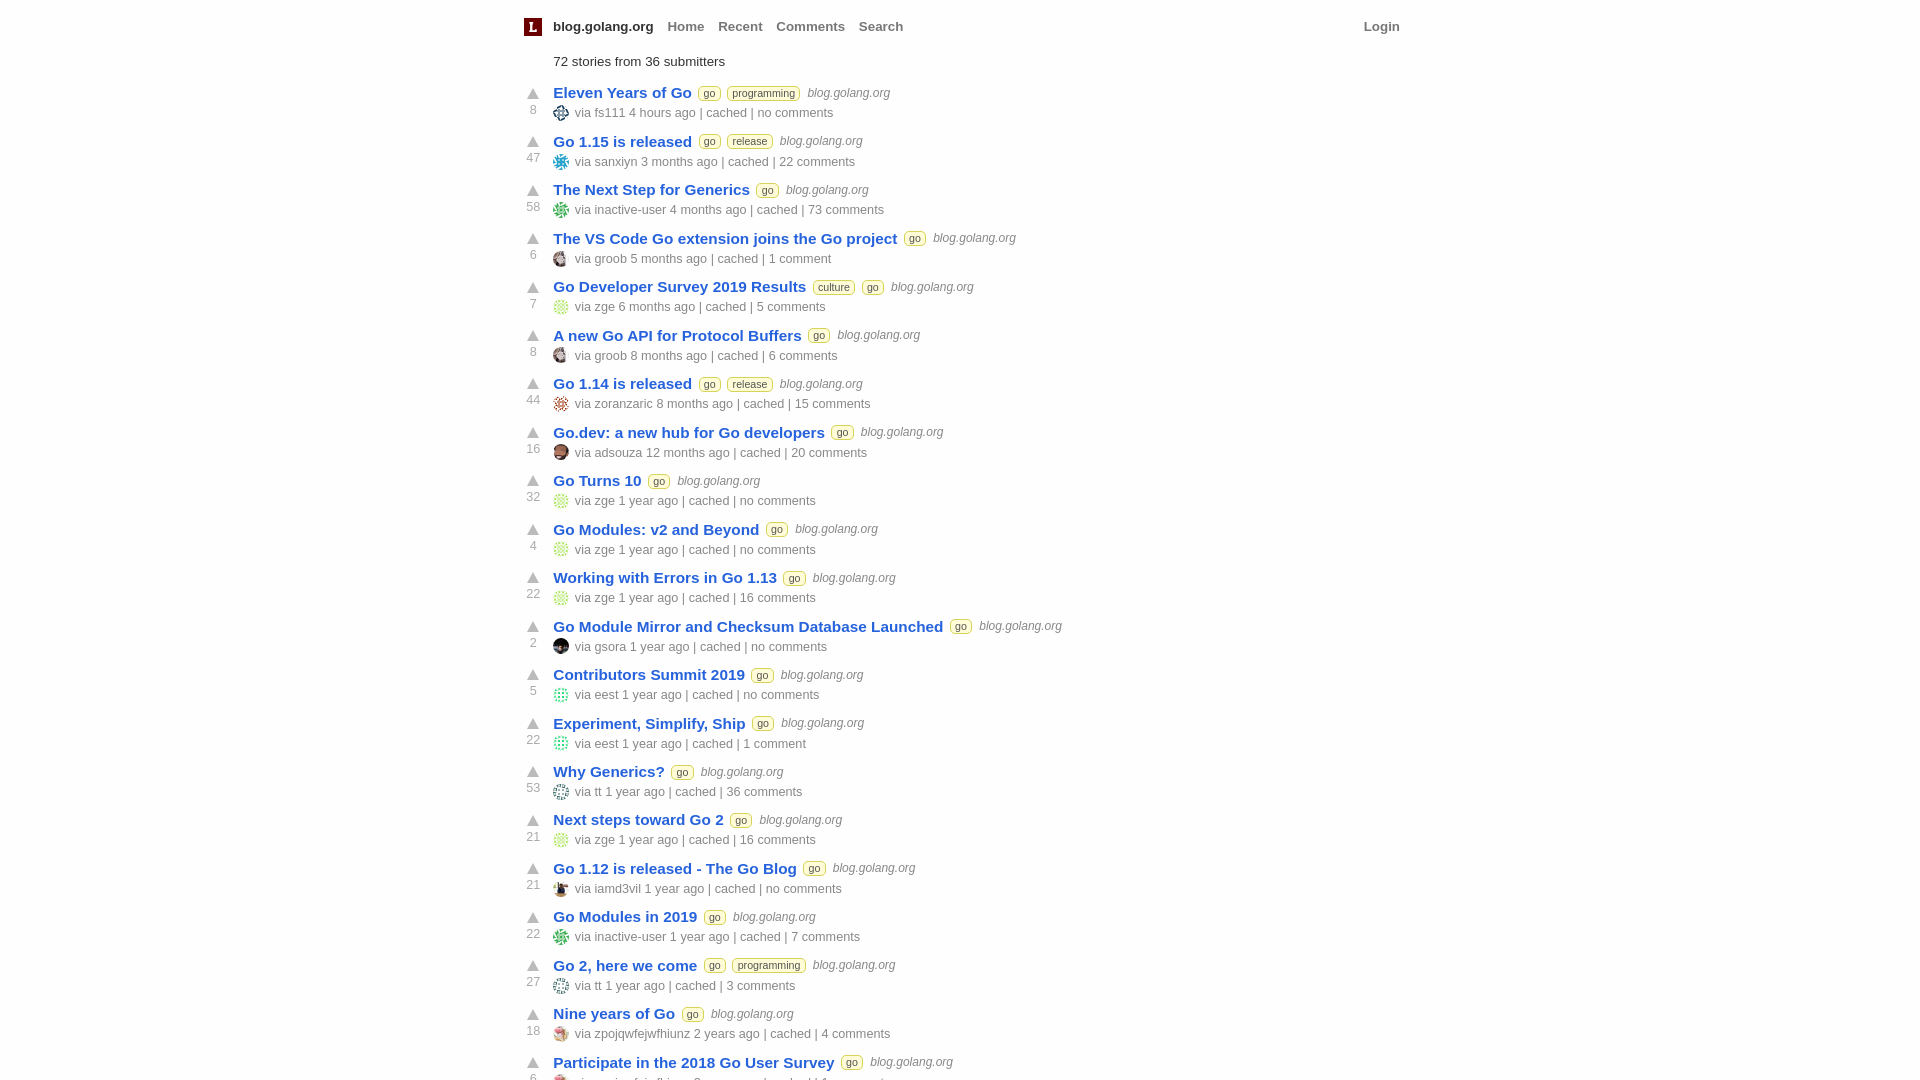 L blog.golang.org Home Recent Comments Search Login
72 stories from 36 submitters
Eleven Years of Go go programming blog.golang.org
8 via fs111 4 hours ago | cached | no comments
Go 1.15 is released go release blog.golang.org
47 via sanxiyn 3 months ago | cached | 22 comments
The Next Step for Generics go blog.golang.org
58 via inactive-user 4 months ago | cached | 73 comments
The VS Code Go extension joins the Go project go blog.golang.org
6 via groob 5 months ago | cached | 1 comment
Go Developer Survey 2019 Results culture go blog.golang.org
7 via zge 6 months ago | cached | 5 comments
A new Go API for Protocol Buffers go blog.golang.org
8 via groob 8 months ago | cached | 6 comments
Go 1.14 is released go release blog.golang.org
44 via zoranzaric 8 months ago | cached | 15 comments
Go.dev: a new hub for Go developers go blog.golang.org
16 via adsouza 12 months ago | cached | 20 comments
Go Turns 10 go blog.golang.org
32 via zge 1 year ago | cached | no comments
Go Modules: v2 and Beyond go blog.golang.org
4 via zge 1 year ago | cached | no comments
Working with Errors in Go 1.13 go blog.golang.org
22 via zge 1 year ago | cached | 16 comments
Go Module Mirror and Checksum Database Launched go blog.golang.org
2 via gsora 1 year ago | cached | no comments
Contributors Summit 2019 go blog.golang.org
5 via eest 1 year ago | cached | no comments
Experiment, Simplify, Ship go blog.golang.org
22 via eest 1 year ago | cached | 1 comment
Why Generics? go blog.golang.org
53 via tt 1 year ago | cached | 36 comments
Next steps toward Go 2 go blog.golang.org
21 via zge 1 year ago | cached | 16 comments
Go 1.12 is released - The Go Blog go blog.golang.org
21 via iamd3vil 1 year ago | cached | no comments
Go Modules in 2019 go blog.golang.org
22 via inactive-user 1 year ago | cached | 7 comments
Go 2, here we come go programming blog.golang.org
27 via tt 1 year ago | cached | 3 comments
Nine years of Go go blog.golang.org
18 via zpojqwfejwfhiunz 2 years ago | cached | 4 comments
Participate in the 2018 Go User Survey go blog.golang.org